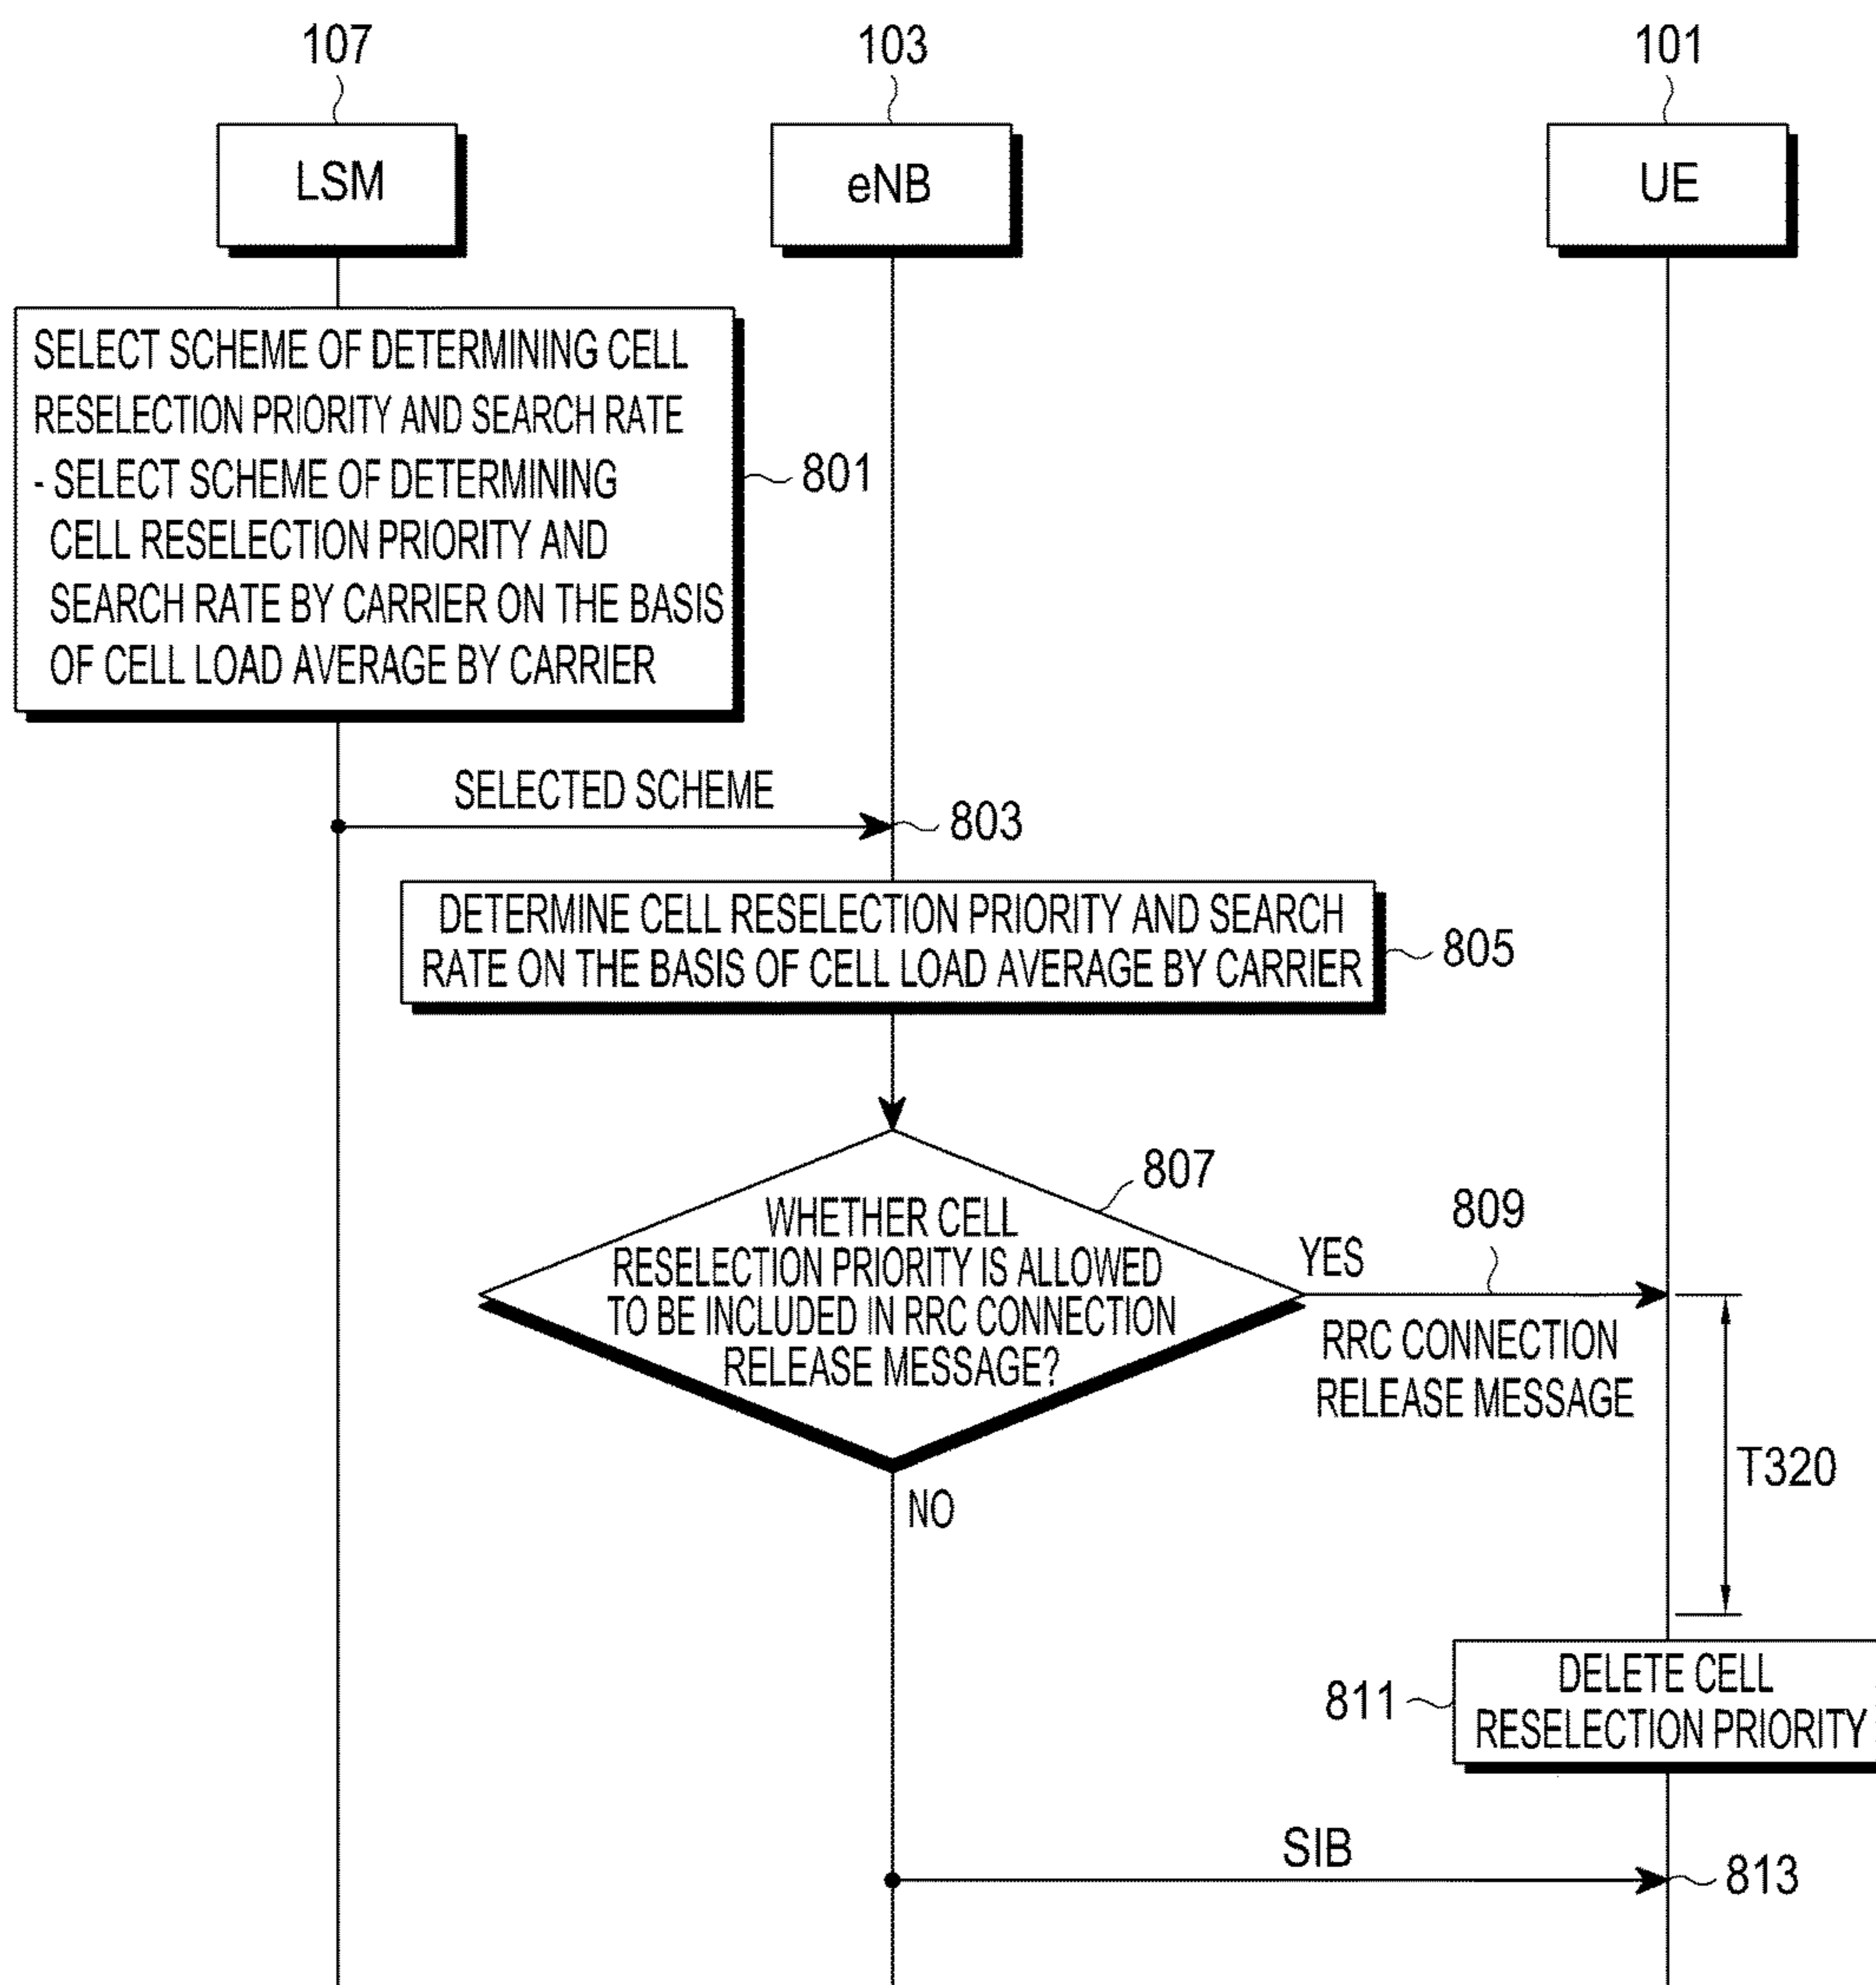 107
103
101
LSM
eNB
UE
SELECT SCHEME OF DETERMINING CELL
RESELECTION PRIORITY AND SEARCH RATE
- SELECT SCHEME OF DETERMINING
CELL RESELECTION PRIORITY AND
SEARCH RATE BY CARRIER ON THE BASIS
OF CELL LOAD AVERAGE BY CARRIER
801
SELECTED SCHEME
803
DETERMINE CELL RESELECTION PRIORITY AND SEARCH
RATE ON THE BASIS OF CELL LOAD AVERAGE BY CARRIER
805
807
WHETHER CELL
RESELECTION PRIORITY IS ALLOWED
TO BE INCLUDED IN RRC CONNECTION
RELEASE MESSAGE?
YES
809
RRC CONNECTION
RELEASE MESSAGE
T320
NO
811
DELETE CELL
RESELECTION PRIORITY
SIB
813